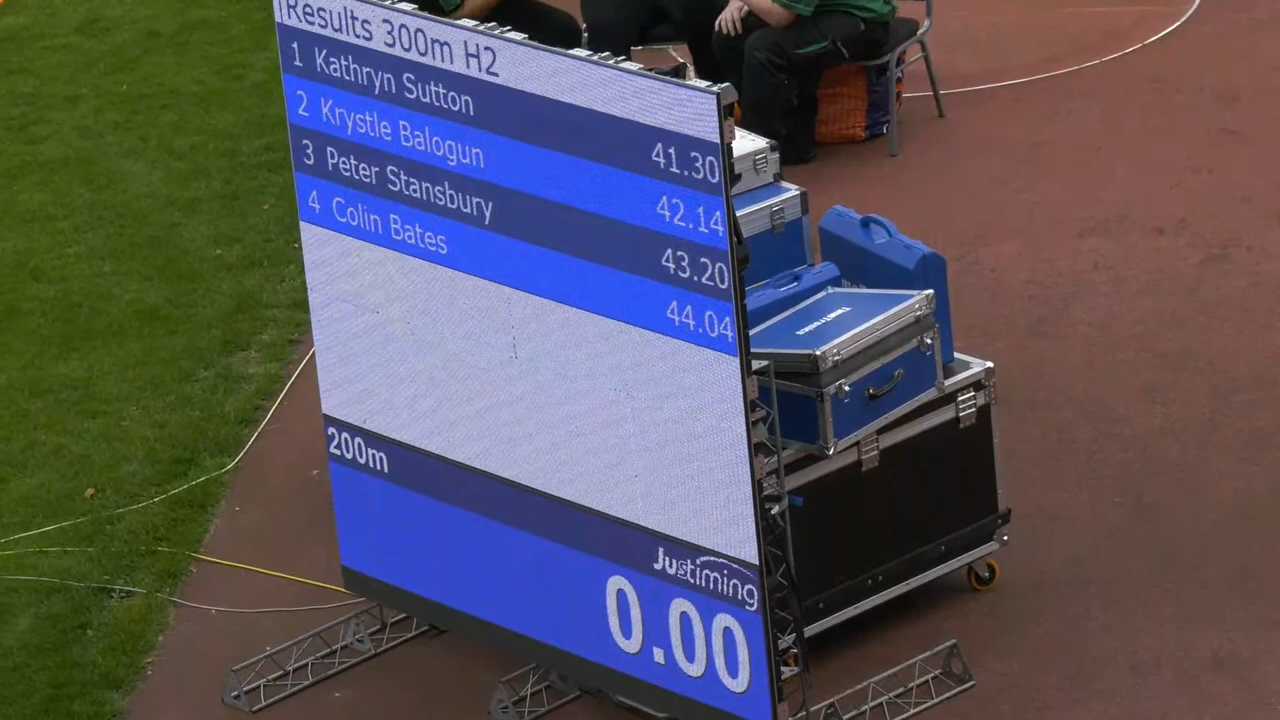 Results 300m H2
1 Kathryn Sutton 41.30
2 Krystle Balogun 42.14
3 Peter Stansbury 43.20
4 Colin Bates 44.04
200m
Justiming
0.00
TimeTronics